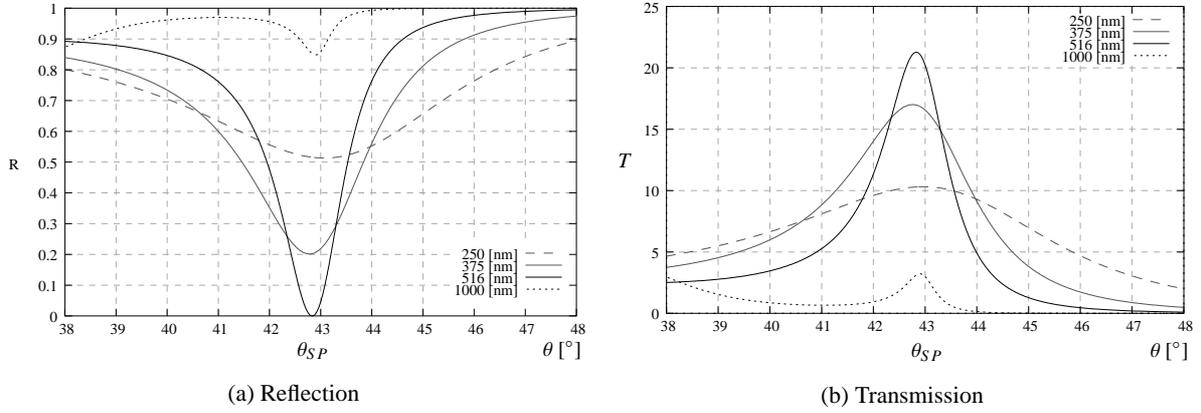 1
0.9
0.8
0.7
0.6
0.5
0.4
0.3
0.2
0.1
0
R
250 [nm]
375 [nm]
516 [nm]
1000 [nm]
38 39 40 41 42 43 44 45 46 47 48
θSP θ [°]
(a) Reflection
25
20
15
10
5
0
T
250 [nm]
375 [nm]
516 [nm]
1000 [nm]
38 39 40 41 42 43 44 45 46 47 48
θSP θ [°]
(b) Transmission